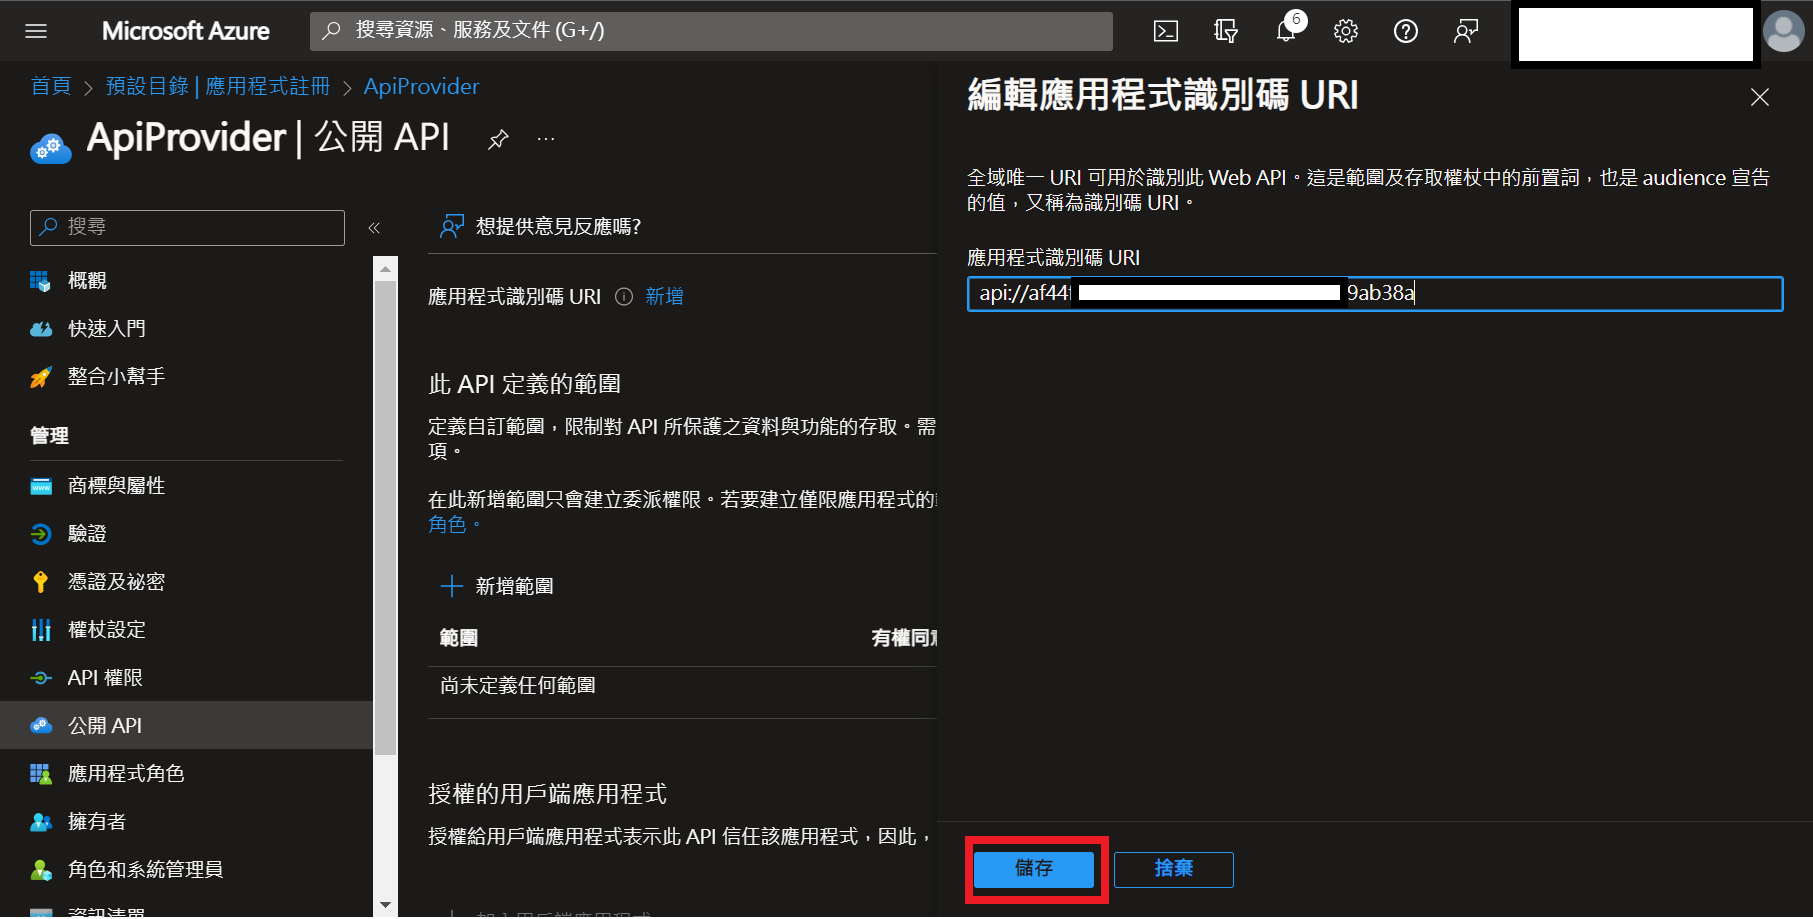 Microsoft Azure
搜尋資源、服務及文件 (G+/)
6
首頁 > 預設目錄 | 應用程式註冊 > ApiProvider
ApiProvider | 公開 API
搜尋
概觀
快速入門
整合小幫手
管理
商標與屬性
驗證
憑證及祕密
權杖設定
API 權限
公開 API
應用程式角色
擁有者
角色和系統管理員
資訊清單
想提供意見反應嗎?
應用程式識別碼 URI 新增
此 API 定義的範圍
定義自訂範圍，限制對 API 所保護之資料與功能的存取。需
項。
在此新增範圍只會建立委派權限。若要建立僅限應用程式的
角色。
新增範圍
範圍 有權同意
尚未定義任何範圍
授權的用戶端應用程式
授權給用戶端應用程式表示此 API 信任該應用程式，因此，
編輯應用程式識別碼 URI
全域唯一 URI 可用於識別此 Web API。這是範圍及存取權杖中的前置詞，也是 audience 宣告
的值，又稱為識別碼 URI。
應用程式識別碼 URI
api://af44f 9ab38a
儲存 捨棄